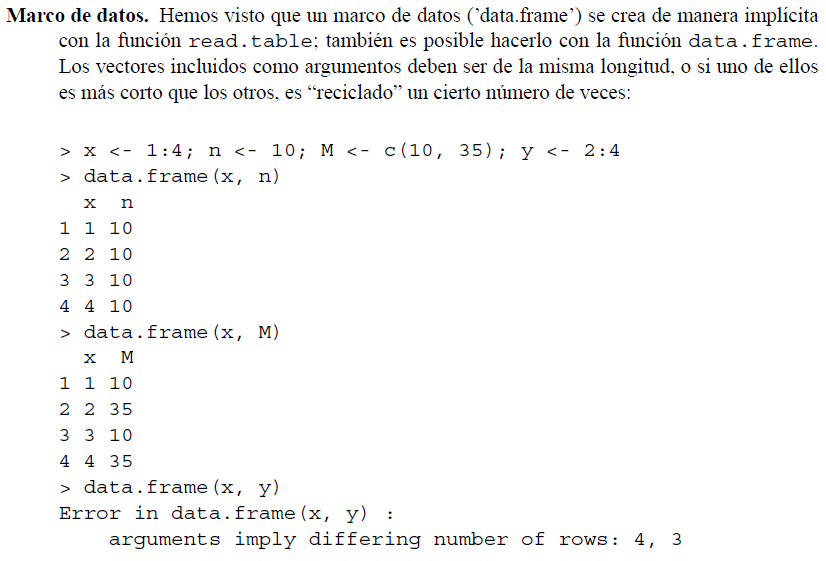 Marco de datos. Hemos visto que un marco de datos ('data.frame') se crea de manera implícita
con la función read.table; también es posible hacerlo con la función data.frame.
Los vectores incluidos como argumentos deben ser de la misma longitud, o si uno de ellos
es más corto que los otros, es “reciclado” un cierto número de veces:
> x <- 1:4; n <- 10; M <- c(10, 35); y <- 2:4
> data.frame(x, n)
  x  n
1 1 10
2 2 10
3 3 10
4 4 10
> data.frame(x, M)
  x  M
1 1 10
2 2 35
3 3 10
4 4 35
> data.frame(x, y)
Error in data.frame(x, y) :
    arguments imply differing number of rows: 4, 3